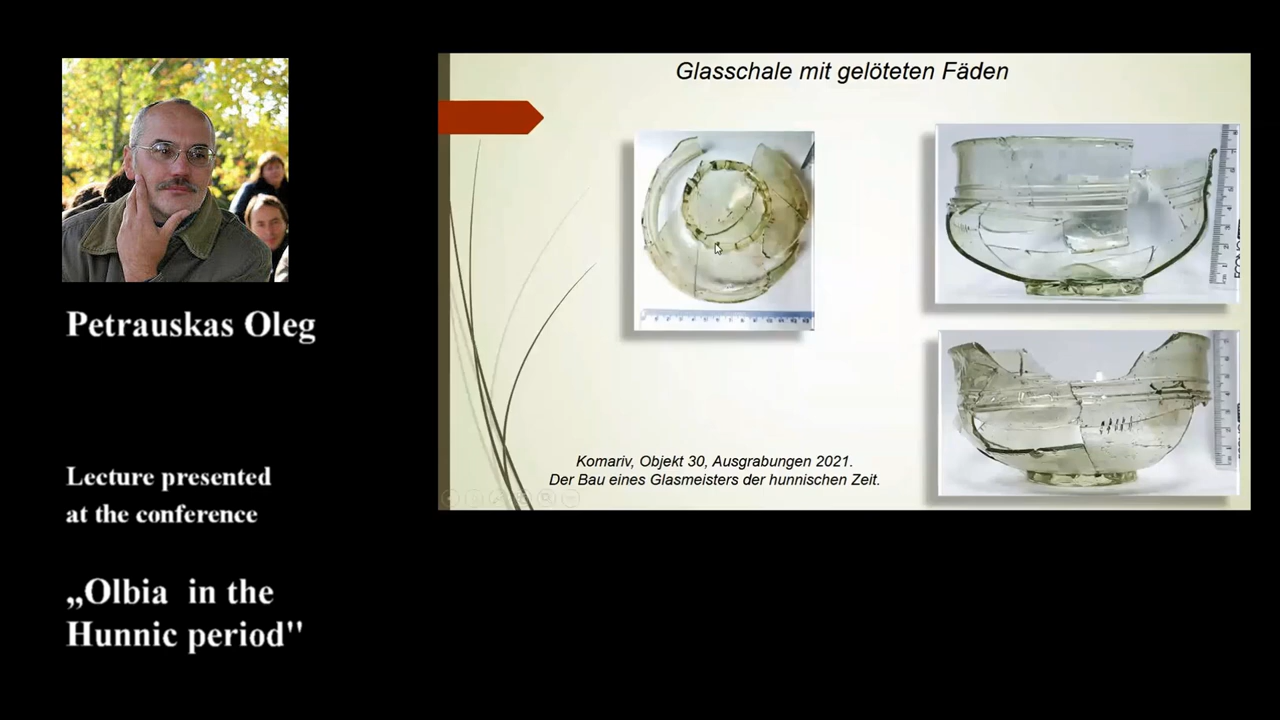 Glasschale mit gelöteten Fäden
Petrauskas Oleg
Komariv, Objekt 30, Ausgrabungen 2021.
Der Bau eines Glasmeisters der hunnischen Zeit.
Lecture presented
at the conference
„Olbia in the
Hunnic period"